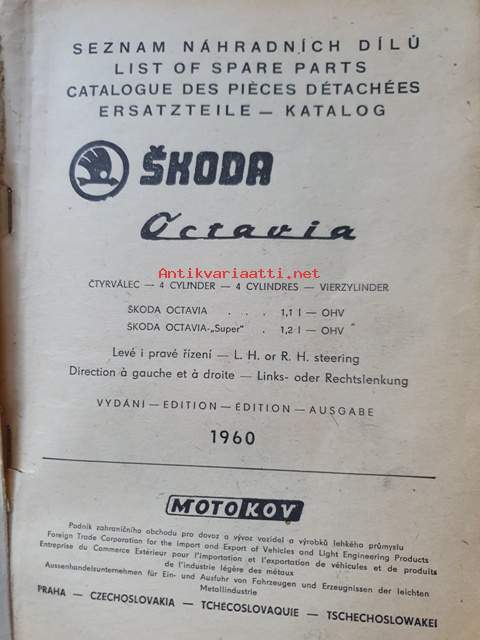 SEZNAM NÁHRADNÍCH DÍLŮ
LIST OF SPARE PARTS
CATALOGUE DES PIÈCES DÉTACHÉES
ERSATZTEILE — KATALOG
ŠKODA
Octavia
Antikvariaatti.net
ČTYRVÁLEC — 4 CYLINDER — 4 CYLINDRES — VIERZYLINDER
ŠKODA OCTAVIA . . . 1,1 l — OHV
ŠKODA OCTAVIA-„Super" . . 1,2 l — OHV
Levé i pravé řízení — L. H. or R. H. steering
Direction à gauche et à droite — Links- oder Rechtslenkung
VYDÁNÍ — EDITION — ÉDITION — AUSGABE
1960
MOTOKOV
Podnik zahraničního obchodu pro dovoz a vývoz vozidel a výrobků lehkého průmyslu
Foreign Trade Corporation for the Import and Export of Vehicles and Light Engineering Products
Entreprise du Commerce Extérieur pour l'importation et l'exportation de véhicules et de produits
de l'industrie légère des métaux
Aussenhandelsunternehmen für Ein- und Ausfuhr von Fahrzeugen und Erzeugnissen der leichten
Metallindustrie
PRAHA — CZECHOSLOVAKIA — TCHÉCOSLOVAQUIE — TSCHECHOSLOWAKEI